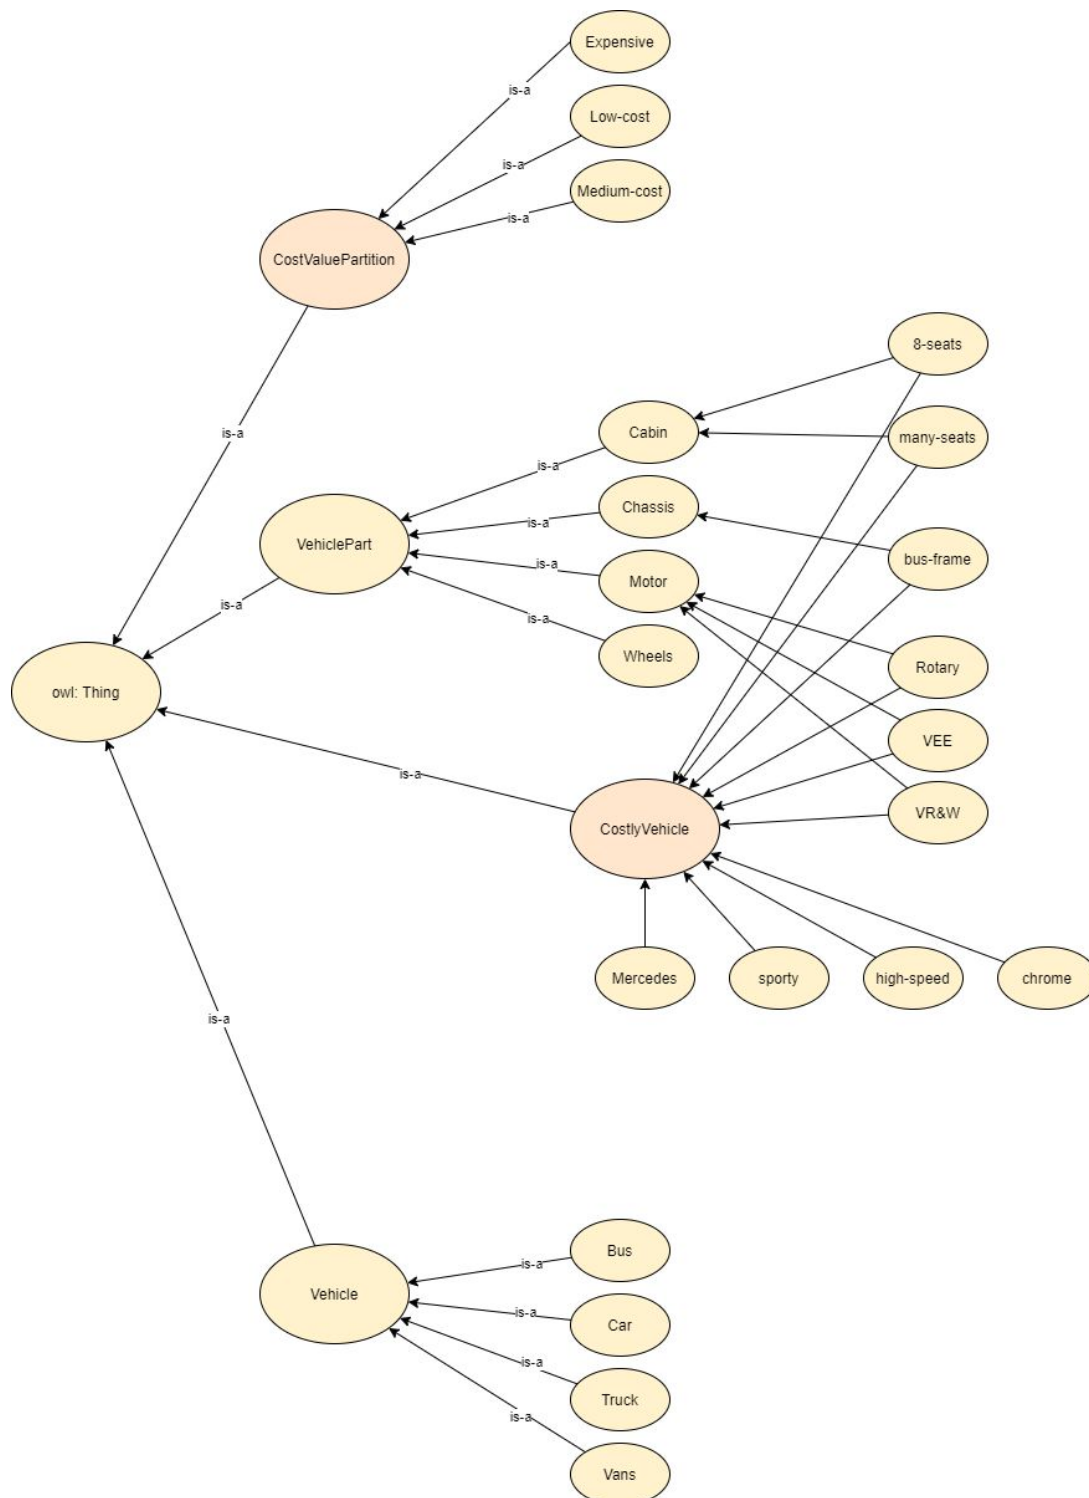 Expensive
is-a
Low-cost
is-a
Medium-cost
is-a
CostValuePartition
8-seats
is-a
Cabin
many-seats
is-a
Chassis
is-a
VehiclePart
bus-frame
is-a
Motor
is-a
is-a
Wheels
Rotary
owl: Thing
VEE
is-a
VR&W
CostlyVehicle
Mercedes
sporty
high-speed
chrome
is-a
Bus
is-a
Vehicle
is-a
Car
is-a
Truck
is-a
Vans